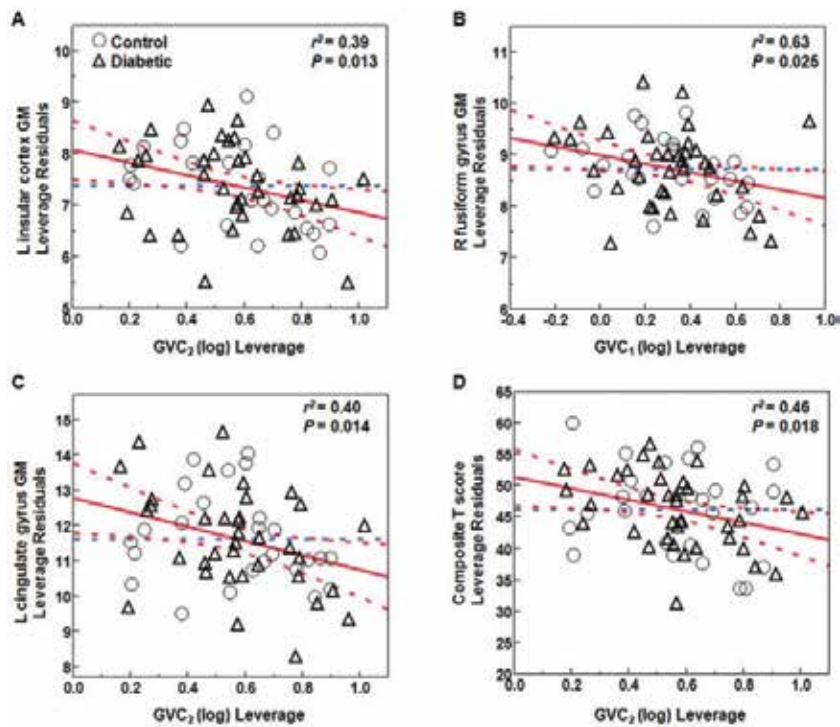 A
○ Control
△ Diabetic
r² = 0.39
P = 0.013
10
9
8
7
6
5
L insular cortex GM
Leverage Residuals
0.0 0.2 0.4 0.6 0.8 1.0
GVC₂ (log) Leverage
B
r² = 0.63
P = 0.025
11
10
9
8
7
R fusiform gyrus GM
Leverage Residuals
-0.4 -0.2 0.0 0.2 0.4 0.6 0.8 1.0
GVC₁ (log) Leverage
C
r² = 0.40
P = 0.014
15
14
13
12
11
10
9
8
L cingulate gyrus GM
Leverage Residuals
0.0 0.2 0.4 0.6 0.8 1.0
GVC₂ (log) Leverage
D
r² = 0.46
P = 0.018
65
60
55
50
45
40
35
30
25
20
Composite T score
Leverage Residuals
0.0 0.2 0.4 0.6 0.8 1.0
GVC₂ (log) Leverage